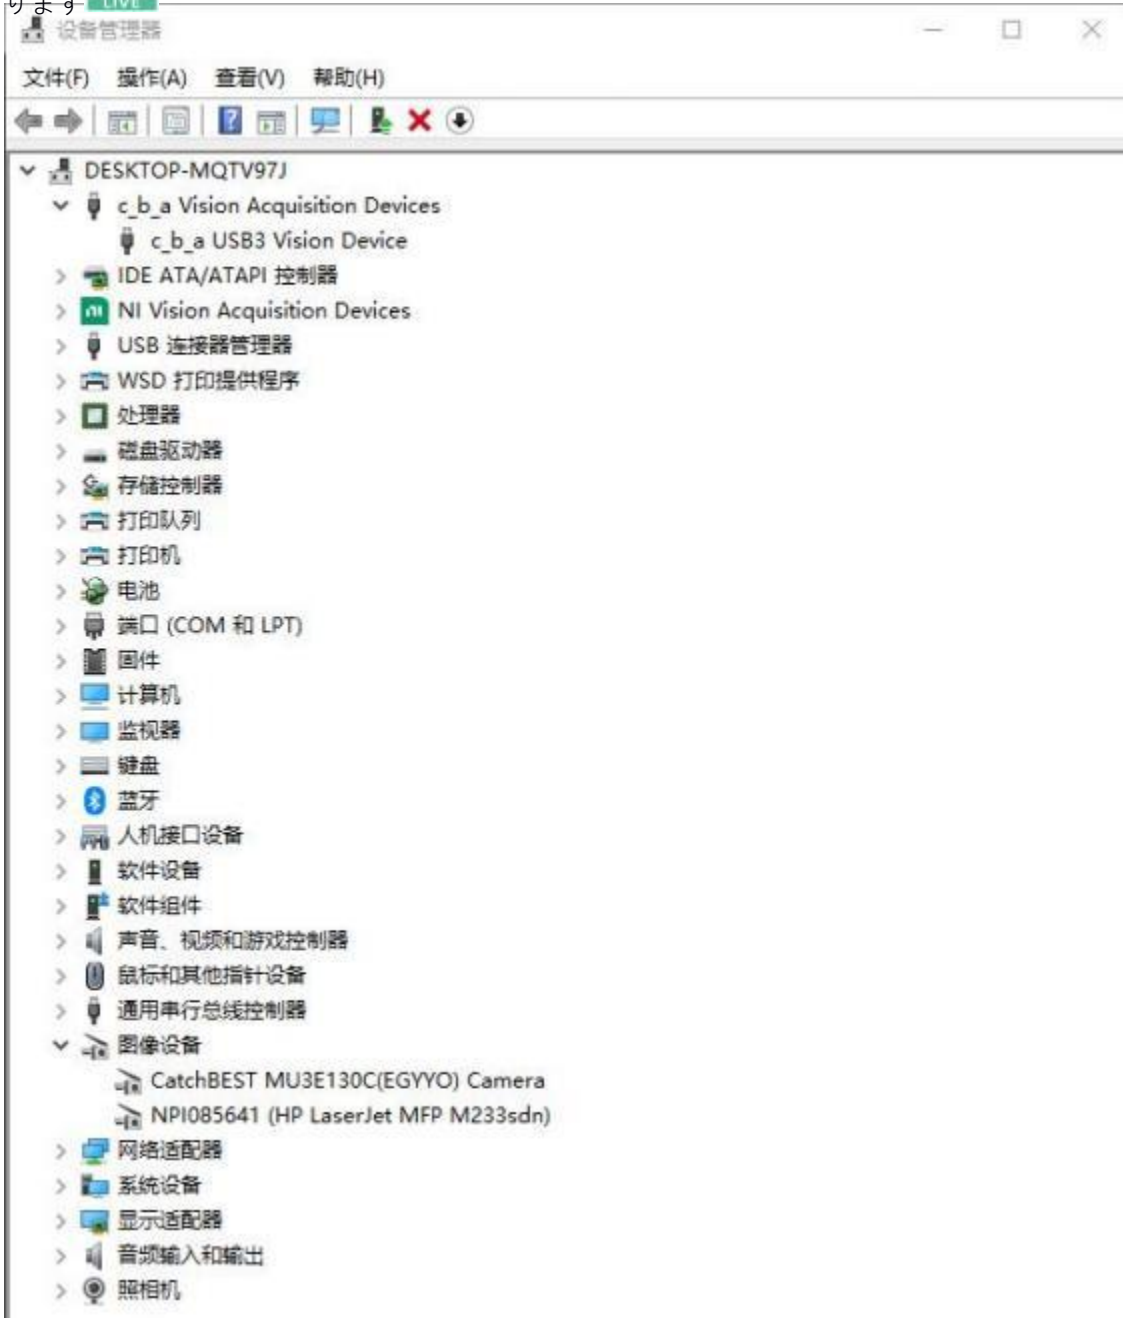 ります LIVE
设备管理器
文件(F) 操作(A) 查看(V) 帮助(H)
DESKTOP-MQTV97J
c_b_a Vision Acquisition Devices
c_b_a USB3 Vision Device
IDE ATA/ATAPI 控制器
NI Vision Acquisition Devices
USB 连接器管理器
WSD 打印提供程序
处理器
磁盘驱动器
存储控制器
打印队列
打印机
电池
端口 (COM 和 LPT)
固件
计算机
监视器
键盘
蓝牙
人机接口设备
软件设备
软件组件
声音、视频和游戏控制器
鼠标和其他指针设备
通用串行总线控制器
图像设备
CatchBEST MU3E130C(EGYYO) Camera
NPI085641 (HP LaserJet MFP M233sdn)
网络适配器
系统设备
显示适配器
音频输入和输出
照相机